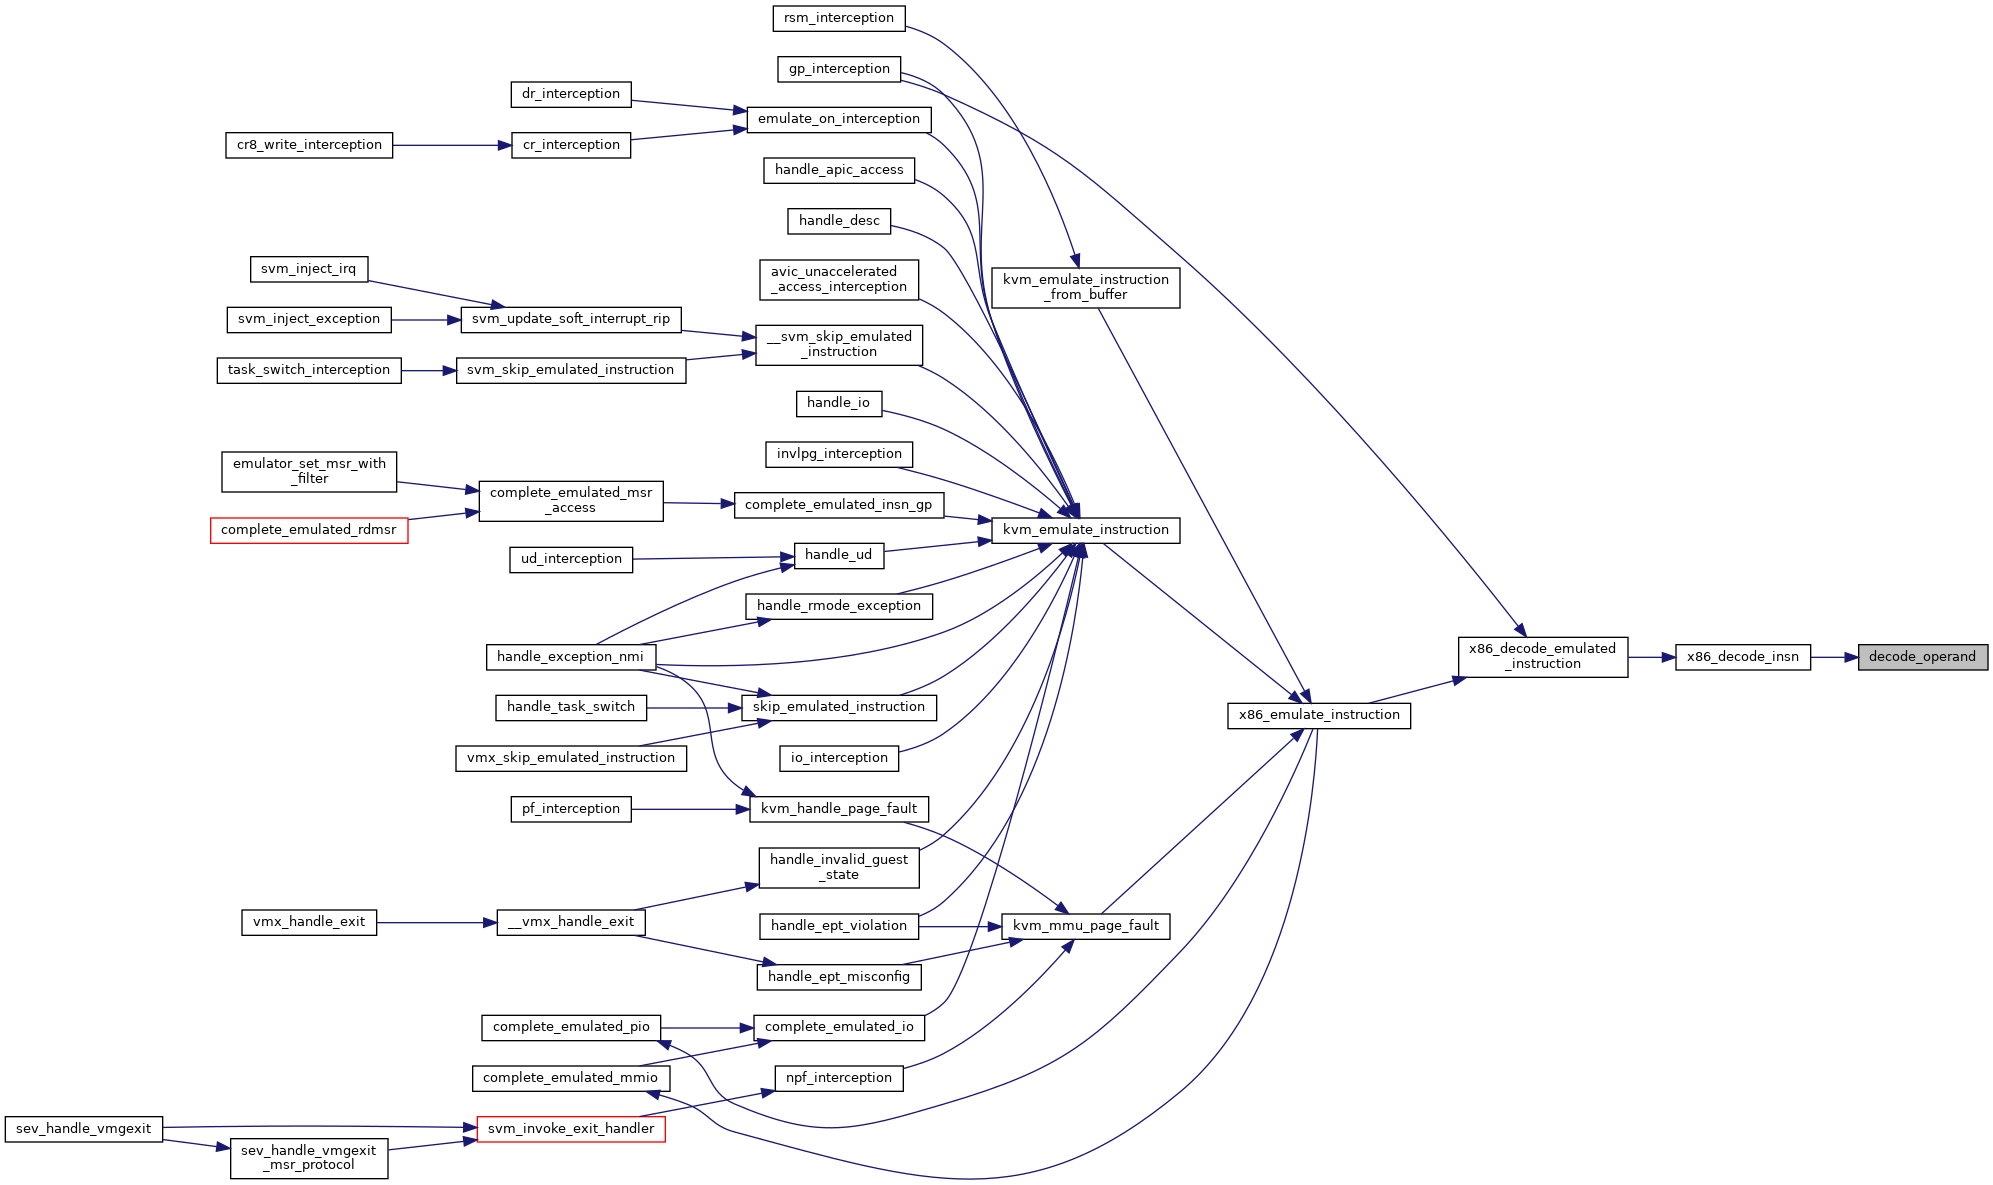 rsm_interception
gp_interception
dr_interception
emulate_on_interception
cr8_write_interception
cr_interception
handle_apic_access
handle_desc
avic_unaccelerated
_access_interception
kvm_emulate_instruction
_from_buffer
svm_inject_irq
svm_inject_exception
svm_update_soft_interrupt_rip
__svm_skip_emulated
_instruction
task_switch_interception
svm_skip_emulated_instruction
handle_io
invlpg_interception
emulator_set_msr_with
_filter
complete_emulated_msr
_access
complete_emulated_insn_gp
complete_emulated_rdmsr
kvm_emulate_instruction
ud_interception
handle_ud
handle_rmode_exception
handle_exception_nmi
x86_decode_emulated
_instruction
x86_decode_insn
decode_operand
handle_task_switch
skip_emulated_instruction
x86_emulate_instruction
vmx_skip_emulated_instruction
io_interception
pf_interception
kvm_handle_page_fault
handle_invalid_guest
_state
vmx_handle_exit
__vmx_handle_exit
handle_ept_violation
kvm_mmu_page_fault
handle_ept_misconfig
complete_emulated_pio
complete_emulated_io
complete_emulated_mmio
npf_interception
sev_handle_vmgexit
svm_invoke_exit_handler
sev_handle_vmgexit
_msr_protocol